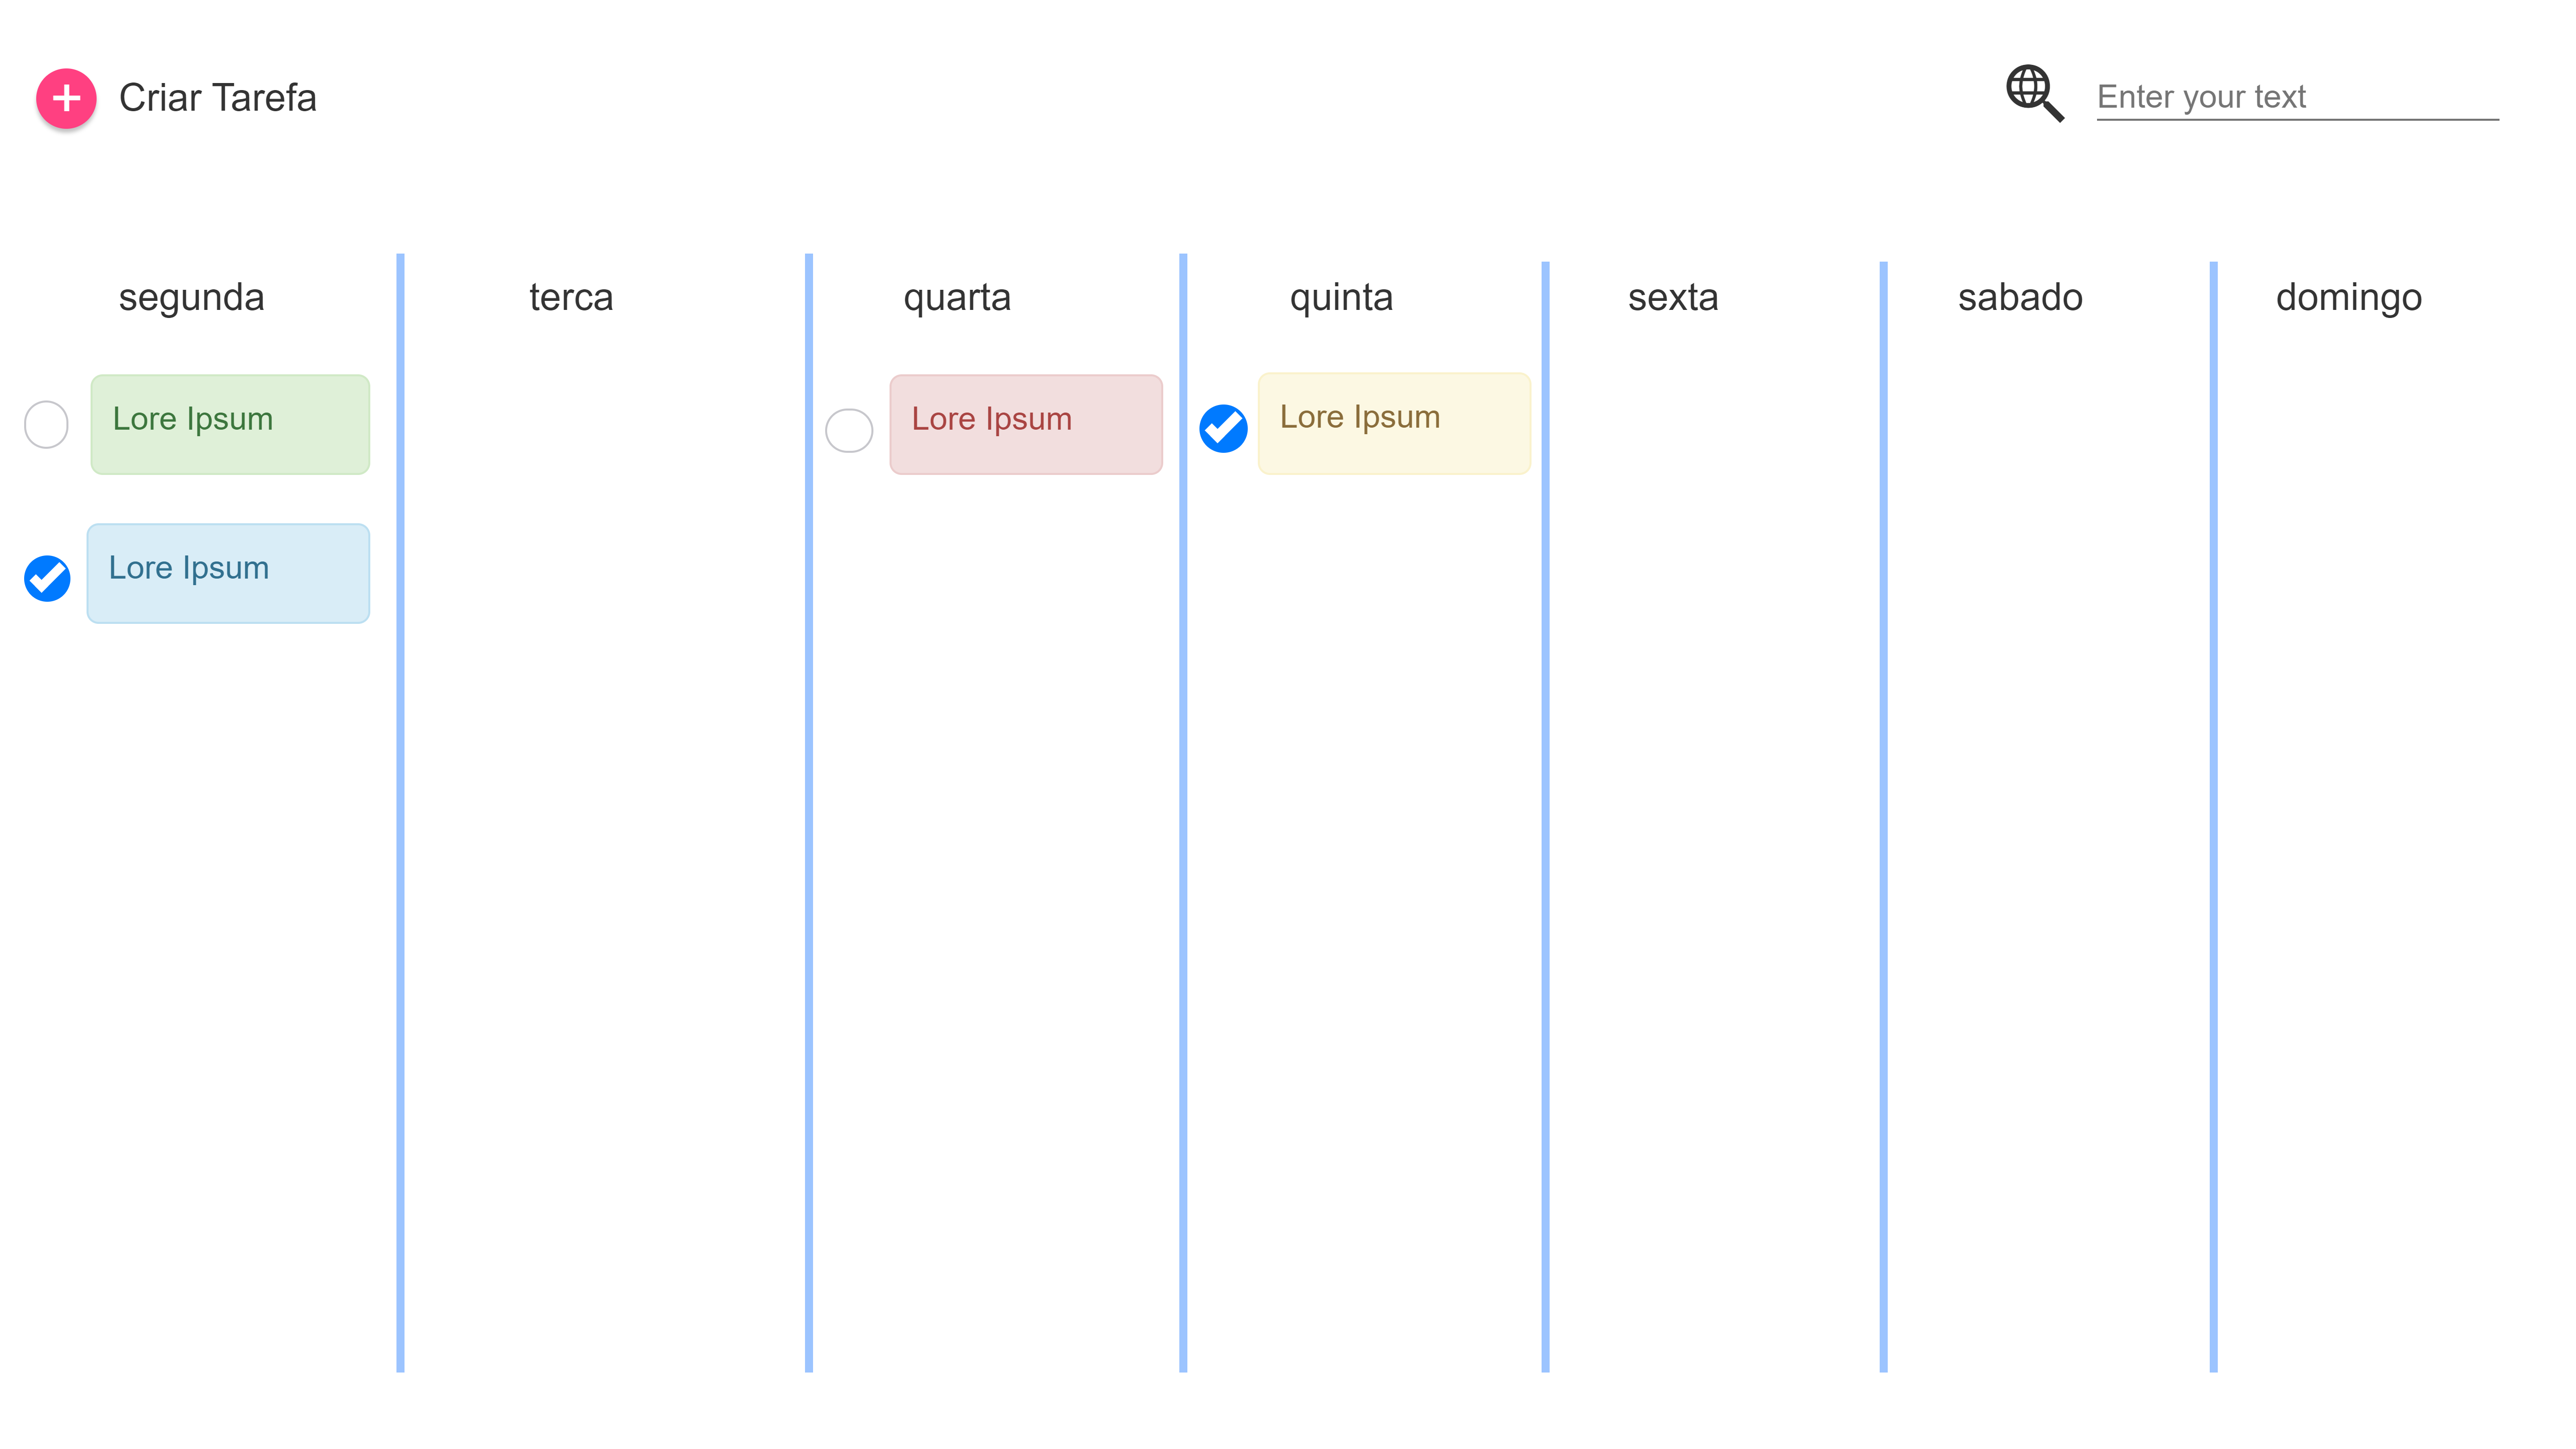 Criar Tarefa
Enter your text
segunda
terca
quarta
quinta
sexta
sabado
domingo
Lore Ipsum
Lore Ipsum
Lore Ipsum
Lore Ipsum